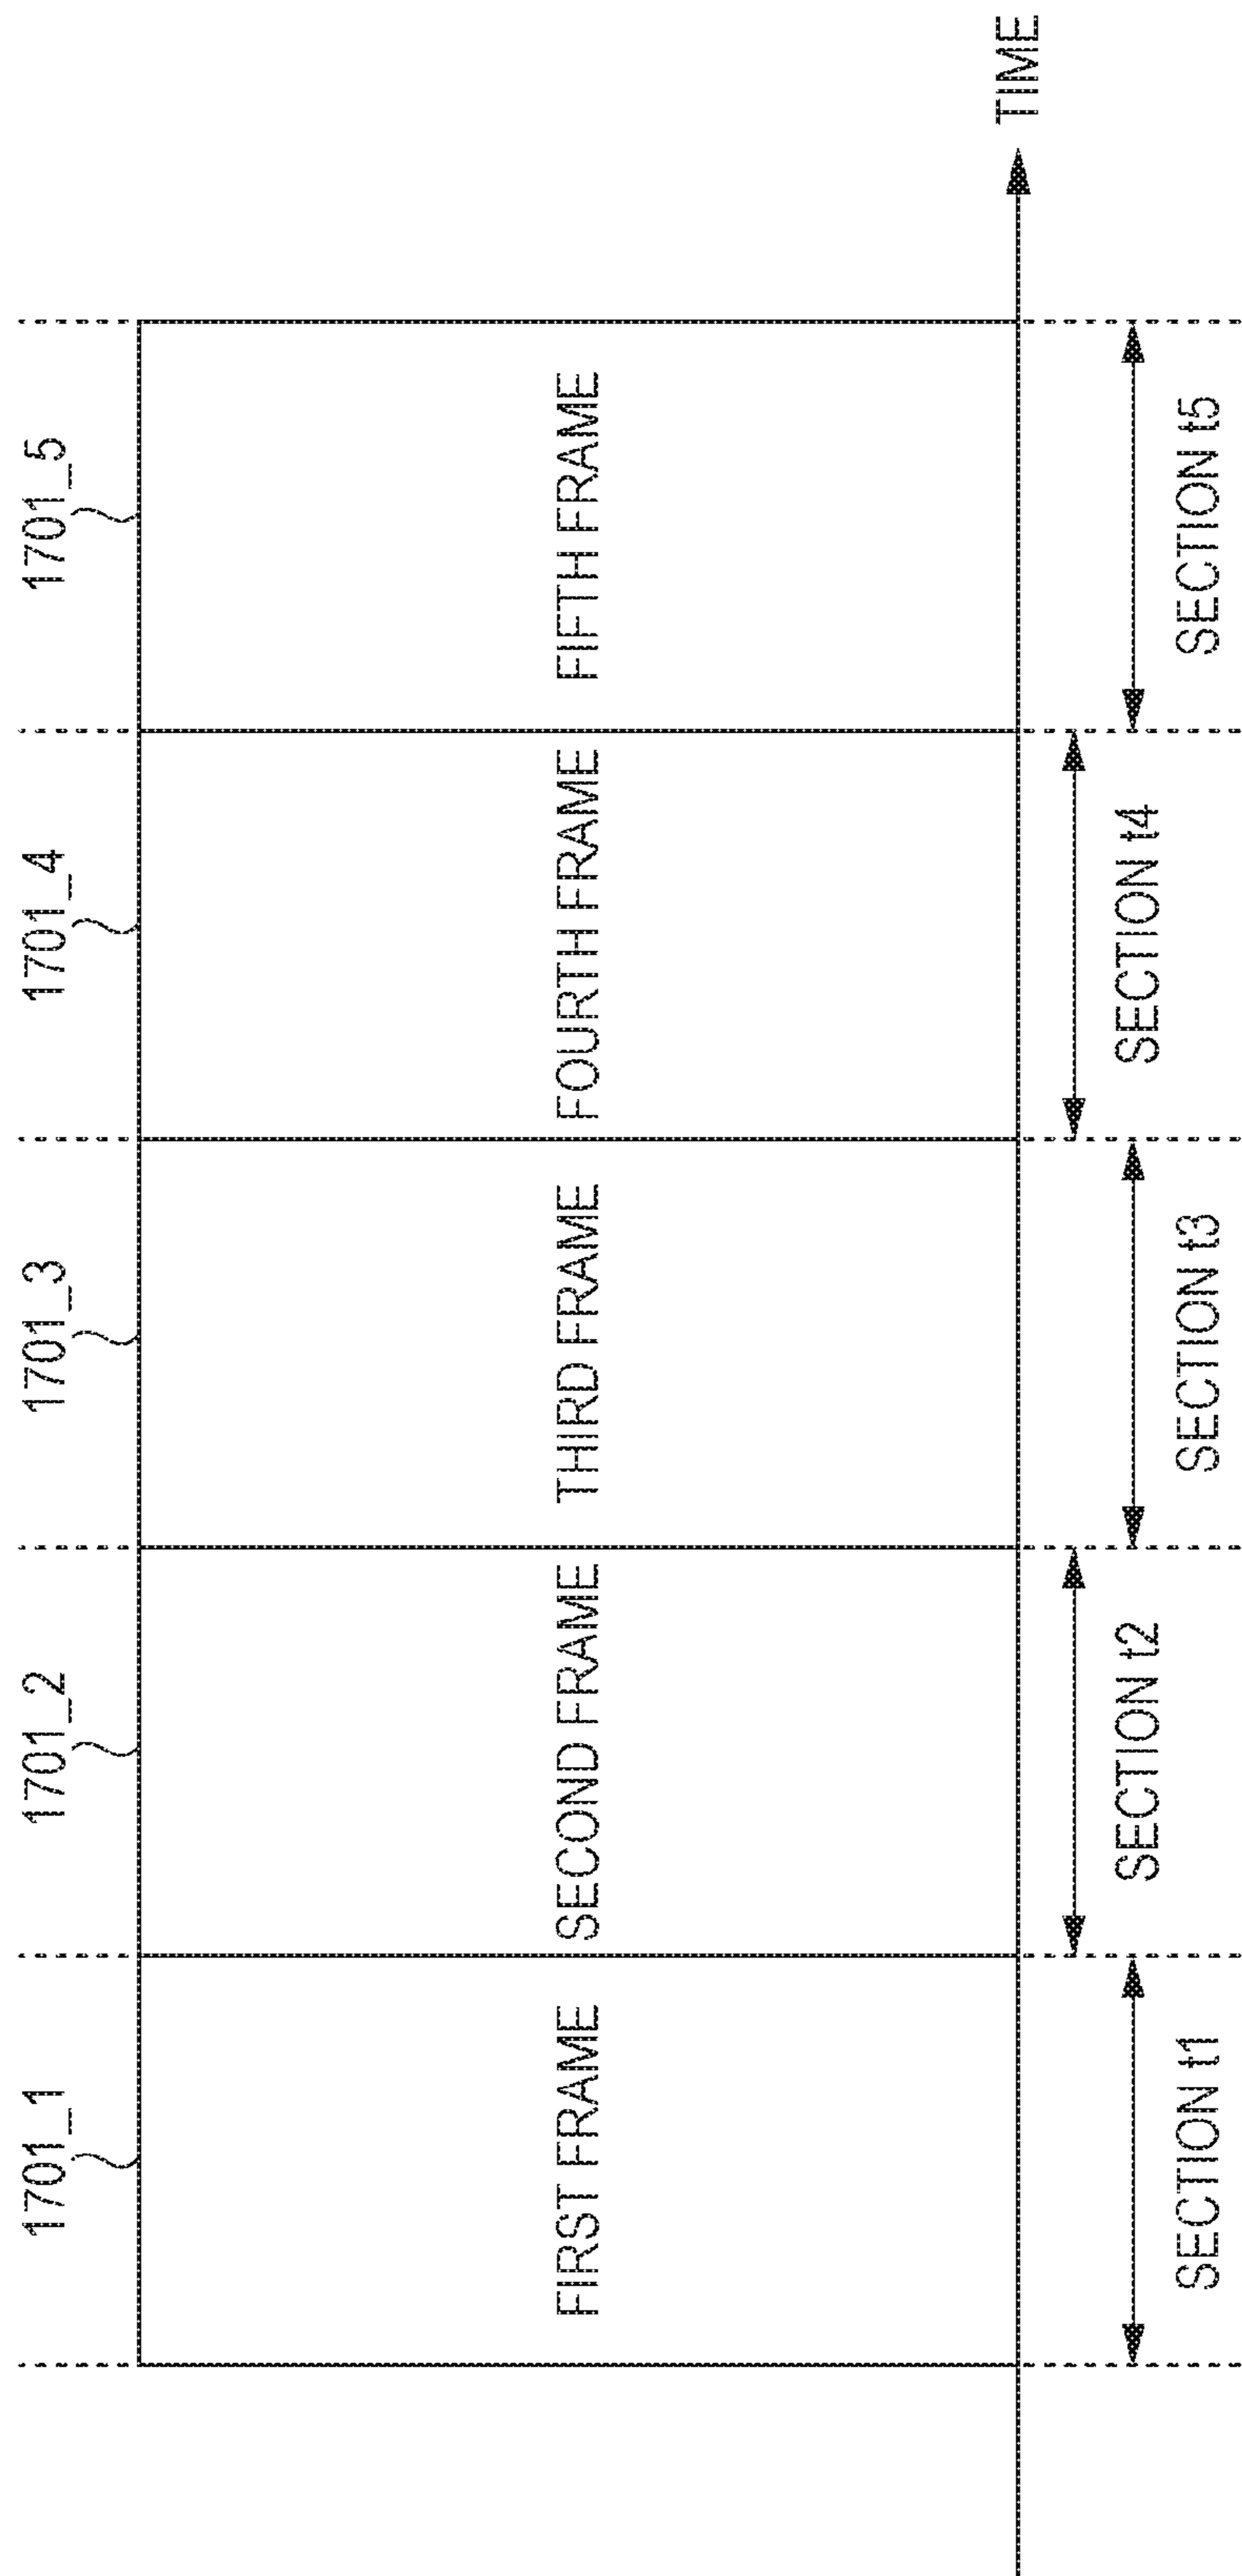 1701_1
1701_2
1701_3
1701_4
1701_5
FIRST FRAME
SECOND FRAME
THIRD FRAME
FOURTH FRAME
FIFTH FRAME
TIME
SECTION t1
SECTION t2
SECTION t3
SECTION t4
SECTION t5